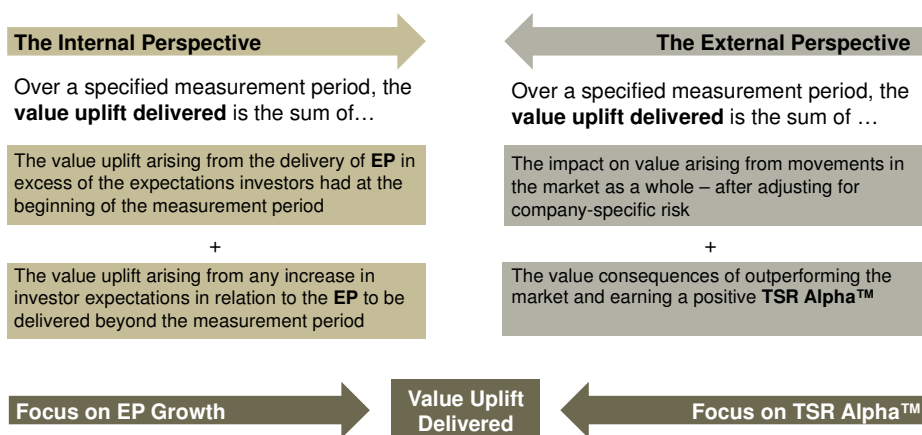 The Internal Perspective
Over a specified measurement period, the
value uplift delivered is the sum of…
The value uplift arising from the delivery of EP in
excess of the expectations investors had at the
beginning of the measurement period
+
The value uplift arising from any increase in
investor expectations in relation to the EP to be
delivered beyond the measurement period
The External Perspective
Over a specified measurement period, the
value uplift delivered is the sum of …
The impact on value arising from movements in
the market as a whole – after adjusting for
company-specific risk
+
The value consequences of outperforming the
market and earning a positive TSR Alpha™
Focus on EP Growth
Value Uplift
Delivered
Focus on TSR Alpha™